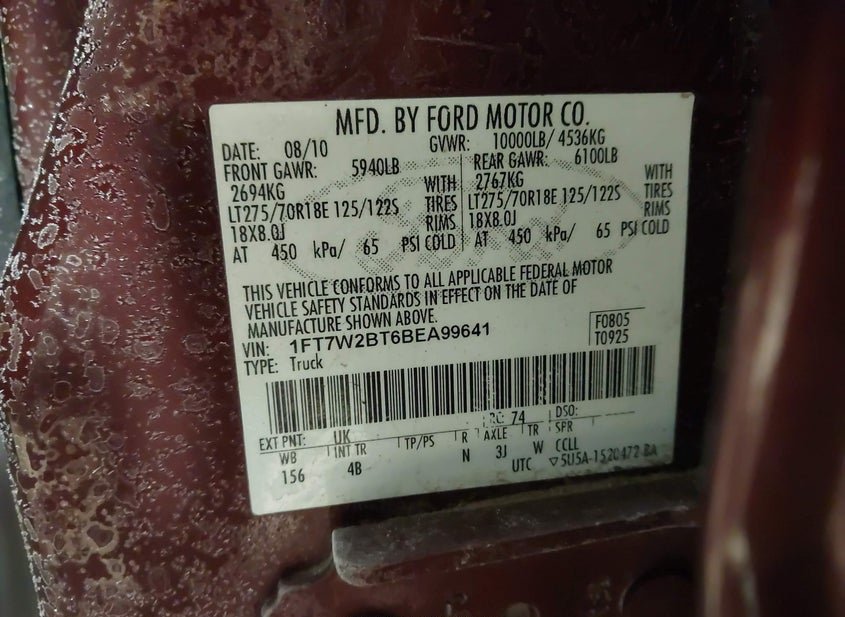 MFD. BY FORD MOTOR CO.
DATE: 08/10 GVWR: 10000LB/ 4536KG
FRONT GAWR: 5940LB REAR GAWR: 6100LB
2694KG WITH 2767KG WITH
LT275/70R18E 125/122S TIRES LT275/70R18E 125/122S TIRES
18X8.0J RIMS 18X8.0J RIMS
AT 450 kPa/ 65 PSI COLD AT 450 kPa/ 65 PSI COLD
THIS VEHICLE CONFORMS TO ALL APPLICABLE FEDERAL MOTOR
VEHICLE SAFETY STANDARDS IN EFFECT ON THE DATE OF
MANUFACTURE SHOWN ABOVE.
VIN: 1FT7W2BT6BEA99641
F0805
T0925
TYPE: Truck
EXT PNT: UK RC: 74 DSO:
WB INT TR TP/PS R AXLE TR SPR
156 4B N 3J W CCLL
UTC ▽5U5A-1520472-BA